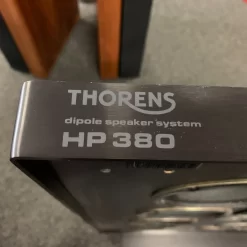 THORENS
dipole speaker system
HP 380